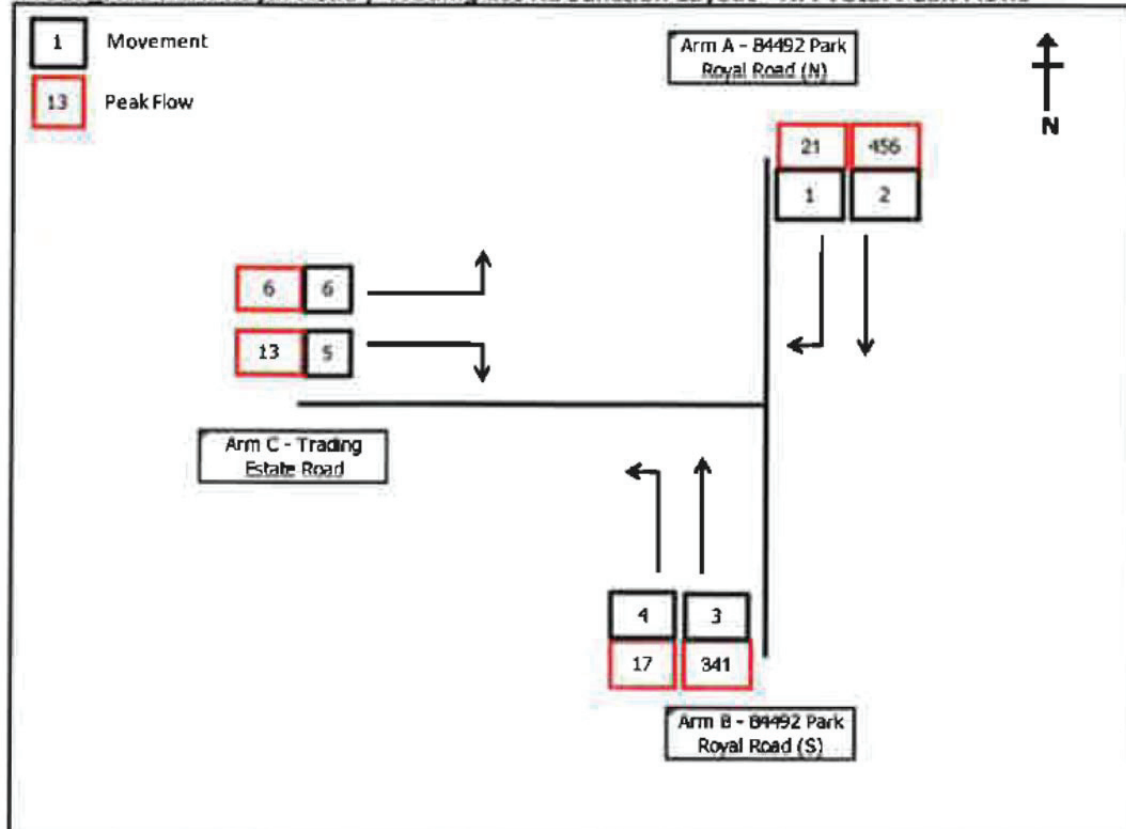 1 Movement
13 Peak Flow
Arm A - B4492 Park
Royal Road (N)
N
21 456
1 2
6 6
13 5
Arm C - Trading
Estate Road
4 3
17 341
Arm B - B4492 Park
Royal Road (S)